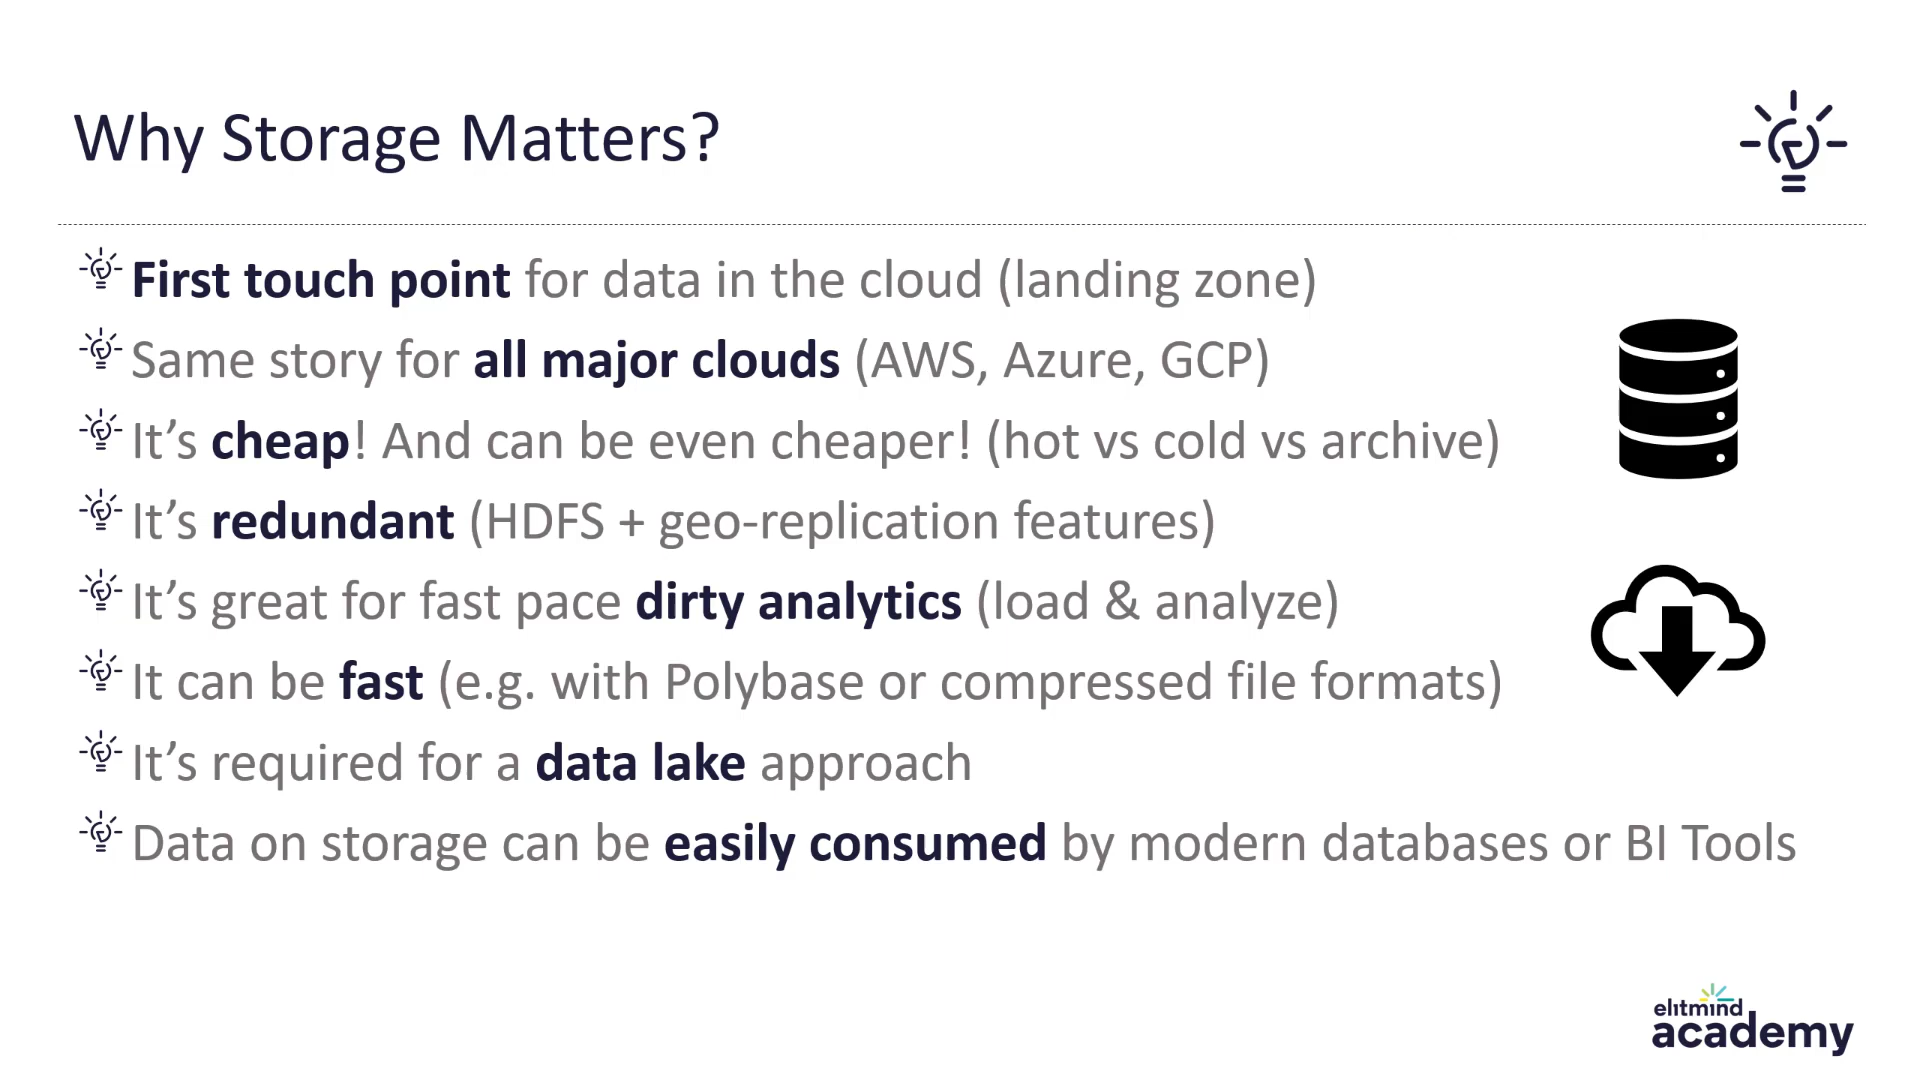 Why Storage Matters?
First touch point for data in the cloud (landing zone)
Same story for all major clouds (AWS, Azure, GCP)
It’s cheap! And can be even cheaper! (hot vs cold vs archive)
It’s redundant (HDFS + geo-replication features)
It’s great for fast pace dirty analytics (load & analyze)
It can be fast (e.g. with Polybase or compressed file formats)
It’s required for a data lake approach
Data on storage can be easily consumed by modern databases or BI Tools
elitmind
academy